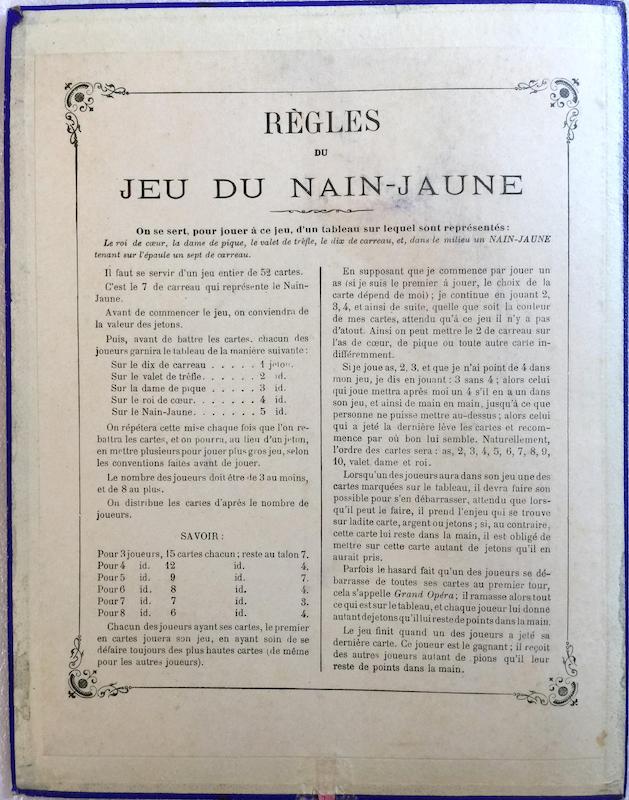 RÈGLES
DU
JEU DU NAIN-JAUNE
On se sert, pour jouer à ce jeu, d'un tableau sur lequel sont représentés:
Le roi de cœur, la dame de pique, le valet de trèfle, le dix de carreau, et, dans le milieu un NAIN-JAUNE
tenant sur l'épaule un sept de carreau.
Il faut se servir d'un jeu entier de 52 cartes.
C'est le 7 de carreau qui représente le Nain-
Jaune.
Avant de commencer le jeu, on conviendra de
la valeur des jetons.
Puis, avant de battre les cartes, chacun des
joueurs garnira le tableau de la manière suivante:
Sur le dix de carreau . . . . . 1 jeton.
Sur le valet de trèfle. . . . . . 2 id.
Sur la dame de pique . . . . . 3 id.
Sur le roi de cœur. . . . . . . 4 id.
Sur le Nain-Jaune. . . . . . . 5 id.
On répétera cette mise chaque fois que l'on re-
battra les cartes, et on pourra, au lieu d'un jeton,
en mettre plusieurs pour jouer plus gros jeu, selon
les conventions faites avant de jouer.
Le nombre des joueurs doit être de 3 au moins,
et de 8 au plus.
On distribue les cartes d'après le nombre de
joueurs.
SAVOIR:
Pour 3 joueurs, 15 cartes chacun; reste au talon 7.
Pour 4 id. 12 id. 4.
Pour 5 id. 9 id. 7.
Pour 6 id. 8 id. 4.
Pour 7 id. 7 id. 3.
Pour 8 id. 6 id. 4.
Chacun des joueurs ayant ses cartes, le premier
en cartes jouera son jeu, en ayant soin de se
défaire toujours des plus hautes cartes (de même
pour les autres joueurs).
En supposant que je commence par jouer un
as (si je suis le premier à jouer, le choix de la
carte dépend de moi); je continue en jouant 2,
3, 4, et ainsi de suite, quelle que soit la couleur
de mes cartes, attendu qu'à ce jeu il n'y a pas
d'atout. Ainsi on peut mettre le 2 de carreau sur
l'as de cœur, de pique ou toute autre carte in-
différemment.
Si je joue as, 2, 3, et que je n'ai point de 4 dans
mon jeu, je dis en jouant: 3 sans 4; alors celui
qui joue mettra après moi un 4 s'il en a un dans
son jeu, et ainsi de main en main, jusqu'à ce que
personne ne puisse mettre au-dessus; alors celui
qui a jeté la dernière lève les cartes et recom-
mence par où bon lui semble. Naturellement,
l'ordre des cartes sera: as, 2, 3, 4, 5, 6, 7, 8, 9,
10, valet dame et roi.
Lorsqu'un des joueurs aura dans son jeu une des
cartes marquées sur le tableau, il devra faire son
possible pour s'en débarrasser, attendu que lors-
qu'il peut le faire, il prend l'enjeu qui se trouve
sur ladite carte, argent ou jetons; si, au contraire,
cette carte lui reste dans la main, il est obligé de
mettre sur cette carte autant de jetons qu'il en
aurait pris.
Parfois le hasard fait qu'un des joueurs se dé-
barrasse de toutes ses cartes au premier tour,
cela s'appelle Grand Opéra; il ramasse alors tout
ce qui est sur le tableau, et chaque joueur lui donne
autant de jetons qu'il lui reste de points dans la main.
Le jeu finit quand un des joueurs a jeté sa
dernière carte. Ce joueur est le gagnant; il reçoit
des autres joueurs autant de pions qu'il leur
reste de points dans la main.